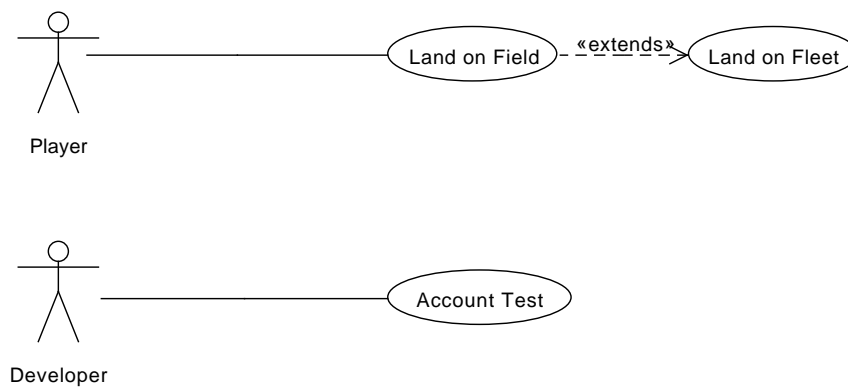 Land on Field
«extends»
Land on Fleet
Player
Account Test
Developer